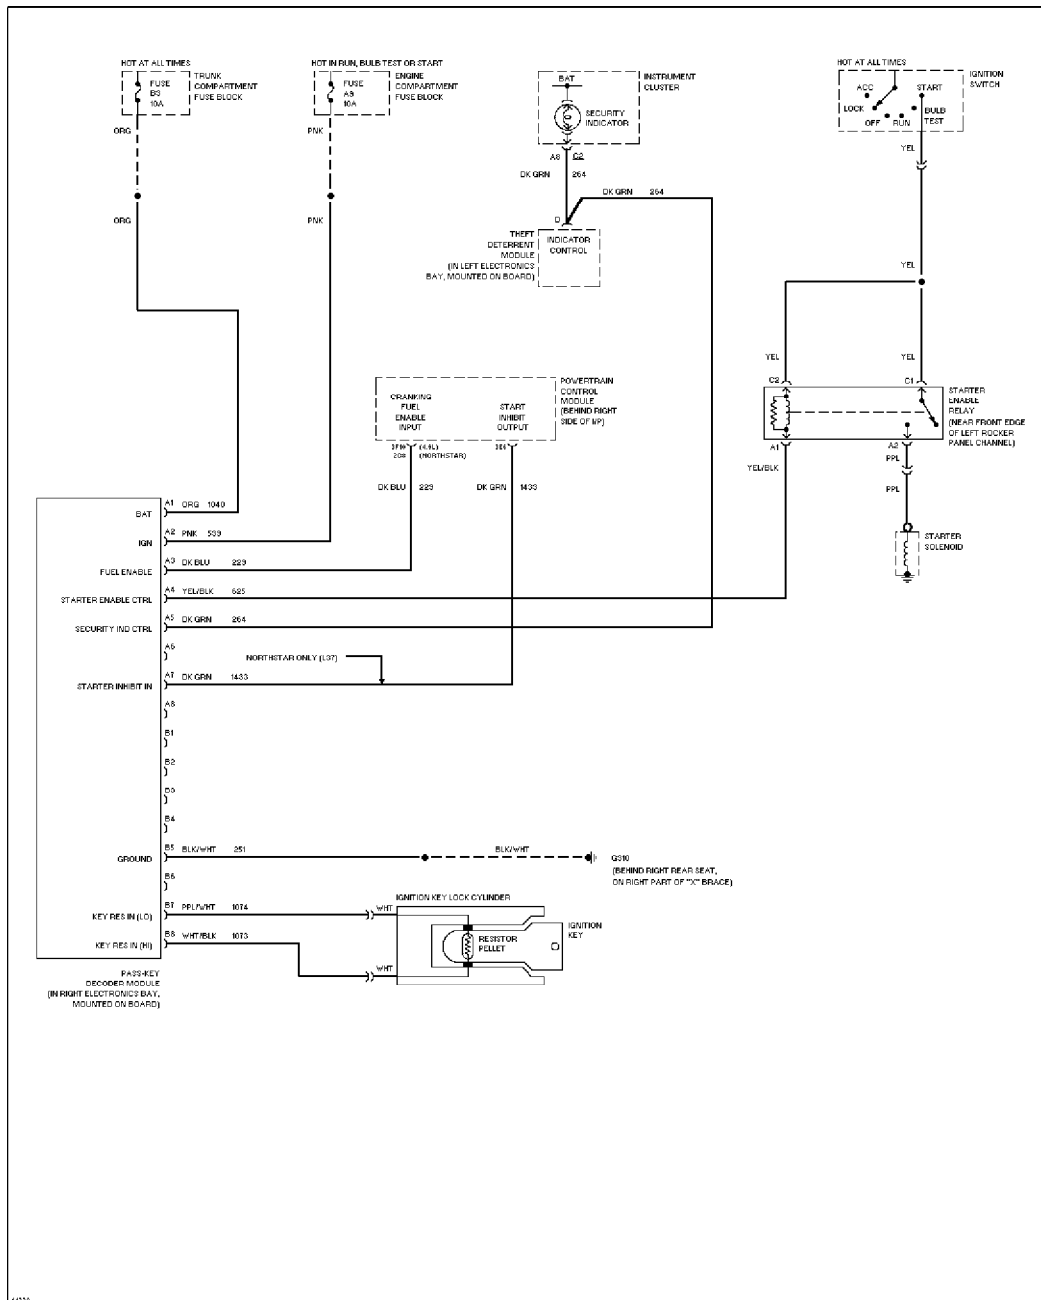 HOT AT ALL TIMES
FUSE
B3
10A
TRUNK
COMPARTMENT
FUSE BLOCK
ORG
ORG
HOT IN RUN, BULB TEST OR START
FUSE
A9
10A
ENGINE
COMPARTMENT
FUSE BLOCK
PNK
PNK
BAT
SECURITY
INDICATOR
INSTRUMENT
CLUSTER
A8 C2
DK GRN 264
DK GRN 264
D
INDICATOR
CONTROL
THEFT
DETERRENT
MODULE
(IN LEFT ELECTRONICS
BAY, MOUNTED ON BOARD)
HOT AT ALL TIMES
ACC
START
LOCK
BULB
TEST
OFF
RUN
IGNITION
SWITCH
YEL
YEL
YEL
YEL
C2
C1
STARTER
ENABLE
RELAY
(NEAR FRONT EDGE
OF LEFT ROCKER
PANEL CHANNEL)
A1
A2
YEL/BLK
PPL
PPL
STARTER
SOLENOID
CRANKING
FUEL
ENABLE
INPUT
START
INHIBIT
OUTPUT
POWERTRAIN
CONTROL
MODULE
(BEHIND RIGHT
SIDE OF I/P)
(4.6L)
(NORTHSTAR)
DK BLU 229
DK GRN 1433
BAT
A1 ORG 1040
IGN
A2 PNK 539
FUEL ENABLE
A3 DK BLU 229
STARTER ENABLE CTRL
A4 YEL/BLK 625
SECURITY IND CTRL
A5 DK GRN 264
A6
NORTHSTAR ONLY (L37)
STARTER INHIBIT IN
A7 DK GRN 1433
A8
B1
B2
B3
B4
GROUND
B5 BLK/WHT 251
BLK/WHT
G310
(BEHIND RIGHT REAR SEAT,
ON RIGHT PART OF "X" BRACE)
B6
IGNITION KEY LOCK CYLINDER
KEY RES IN (LO)
B7 PPL/WHT 1074
WHT
KEY RES IN (HI)
B8 WHT/BLK 1073
WHT
RESISTOR
PELLET
IGNITION
KEY
PASS-KEY
DECODER MODULE
(IN RIGHT ELECTRONICS BAY,
MOUNTED ON BOARD)